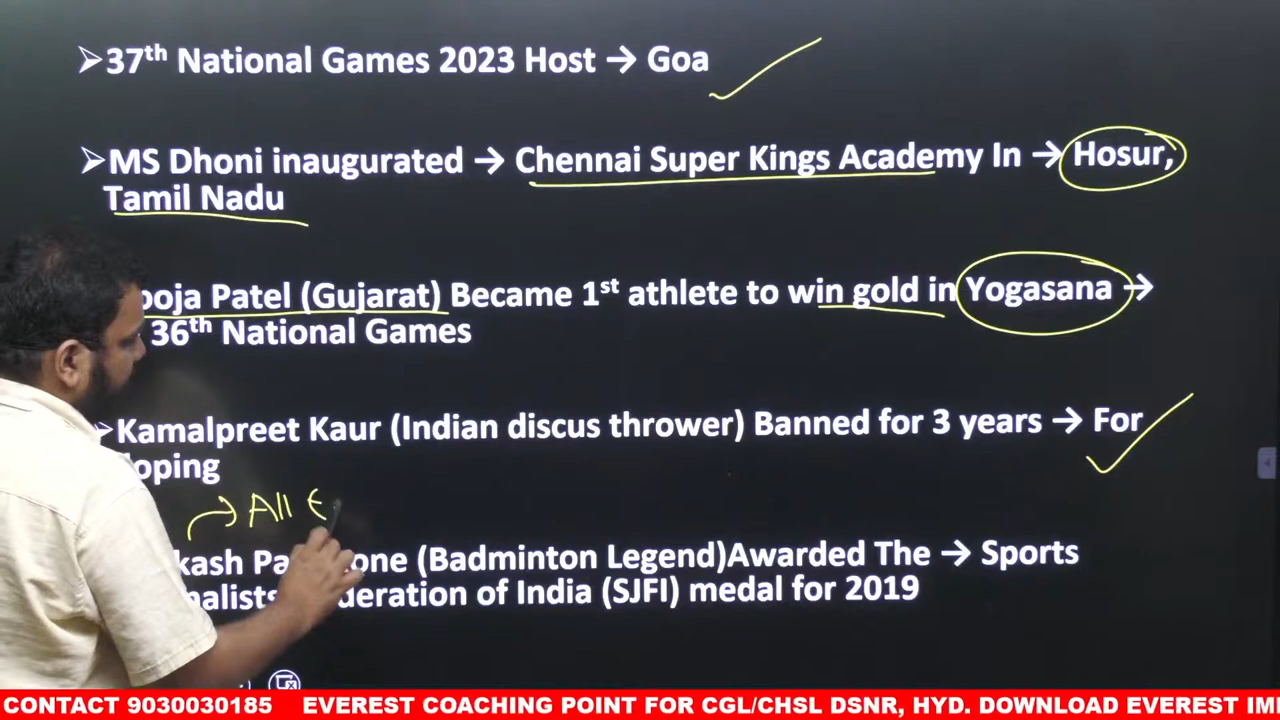 ➢37th National Games 2023 Host → Goa
➢MS Dhoni inaugurated → Chennai Super Kings Academy In → Hosur,
Tamil Nadu
ooja Patel (Gujarat) Became 1st athlete to win gold in Yogasana →
36th National Games
➢Kamalpreet Kaur (Indian discus thrower) Banned for 3 years → For
oping
→ All E
kash Pa one (Badminton Legend)Awarded The → Sports
nalists deration of India (SJFI) medal for 2019
CONTACT 9030030185 EVEREST COACHING POINT FOR CGL/CHSL DSNR, HYD. DOWNLOAD EVEREST IM